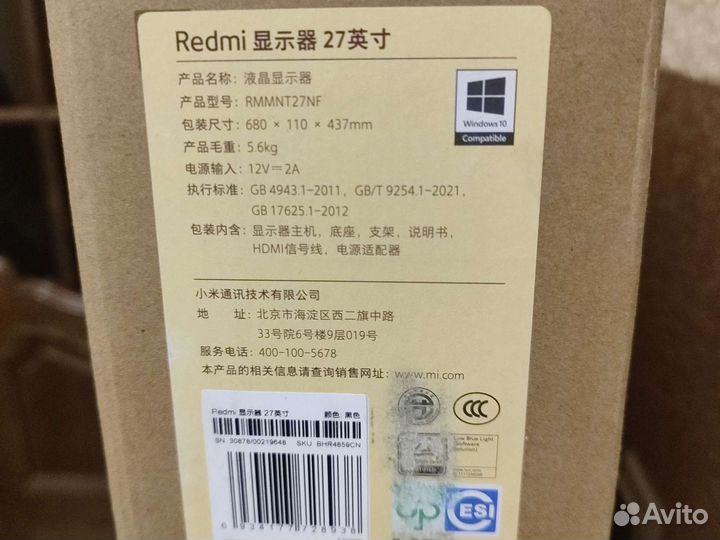 Redmi 显示器 27英寸
产品名称：液晶显示器
产品型号：RMMNT27NF
包装尺寸：680 × 110 × 437mm
产品毛重：5.6kg
电源输入：12V⎓2A
执行标准：GB 4943.1-2011，GB/T 9254.1-2021，
GB 17625.1-2012
包装内含：显示器主机，底座，支架，说明书，
HDMI信号线，电源适配器
Windows 10
Compatible
小米通讯技术有限公司
地 址：北京市海淀区西二旗中路
33号院6号楼9层019号
服务电话：400-100-5678
本产品的相关信息请查询销售网址：www.mi.com
Redmi 显示器 27英寸 颜色: 黑色
SN: 30878/00219648 SKU: BHR4859CN
6 934177 728938
CCC
Low Blue Light
Software
ESI
Avito